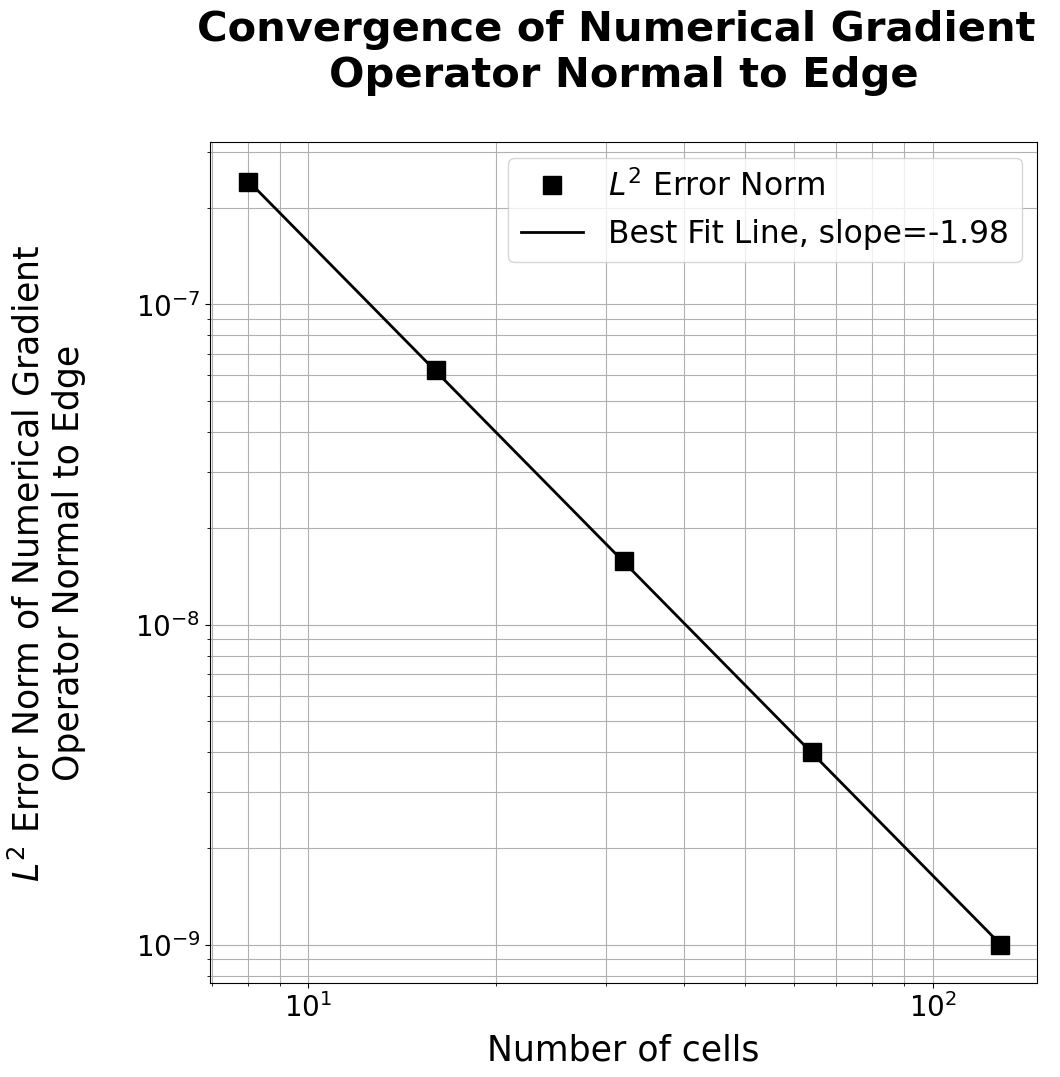 Convergence of Numerical Gradient
Operator Normal to Edge
L² Error Norm
Best Fit Line, slope=-1.98
L² Error Norm of Numerical Gradient
Operator Normal to Edge
10⁻⁷
10⁻⁸
10⁻⁹
10¹ 10²
Number of cells